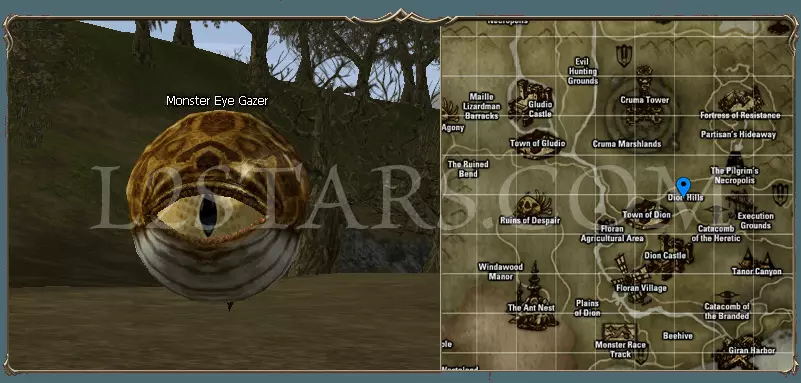 Monster Eye Gazer
L2STARS.COM
Necropolis
Evil
Hunting
Grounds
Maille
Lizardman
Barracks
Gludio
Castle
Cruma Tower
Fortress of Resistance
Agony
Partisan's Hideaway
Town of Gludio
Cruma Marshlands
The Ruined
Bend
The Pilgrim's
Necropolis
Dion Hills
Ruins of Despair
Town of Dion
Execution
Grounds
Floran
Agricultural Area
Catacomb
of the Heretic
Dion Castle
Windawood
Manor
Tanor Canyon
Floran Village
The Ant Nest
Plains
of Dion
Catacomb of
the Branded
Beehive
Monster Race
Track
Giran Harbor